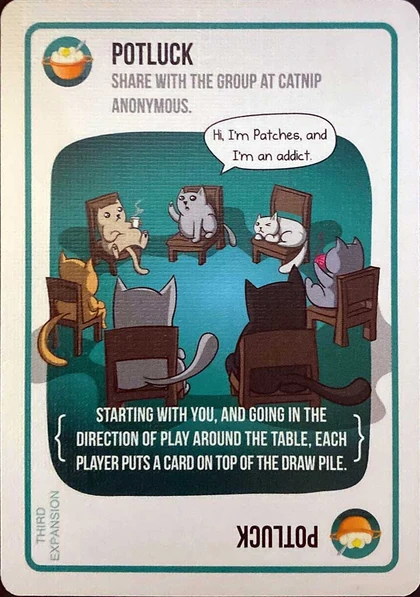 POTLUCK
SHARE WITH THE GROUP AT CATNIP
ANONYMOUS.
Hi, I'm Patches, and
I'm an addict.
{ STARTING WITH YOU, AND GOING IN THE
DIRECTION OF PLAY AROUND THE TABLE, EACH
PLAYER PUTS A CARD ON TOP OF THE DRAW PILE. }
THIRD
EXPANSION
POTLUCK